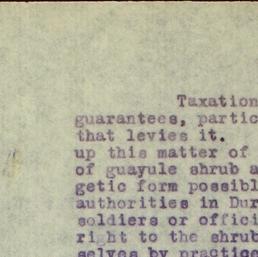 Taxation
guarantees, partic
that levies it.
up this matter of
of guayule shrub a
getic form possibl
authorities in Dur
soldiers or offici
right to the shrub
selves by practice